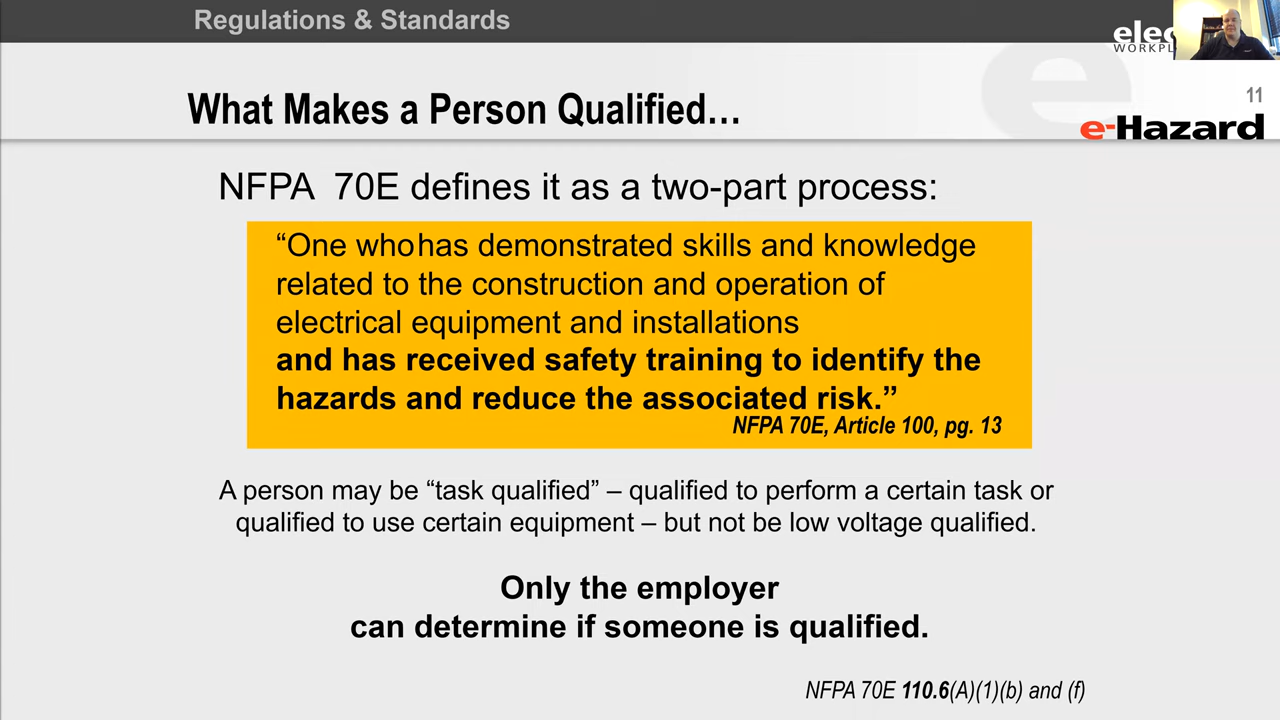 Regulations & Standards
elec
WORKPL
What Makes a Person Qualified…
11
e-Hazard
NFPA 70E defines it as a two-part process:
“One who has demonstrated skills and knowledge
related to the construction and operation of
electrical equipment and installations
and has received safety training to identify the
hazards and reduce the associated risk.”
NFPA 70E, Article 100, pg. 13
A person may be “task qualified” – qualified to perform a certain task or
qualified to use certain equipment – but not be low voltage qualified.
Only the employer
can determine if someone is qualified.
NFPA 70E 110.6(A)(1)(b) and (f)